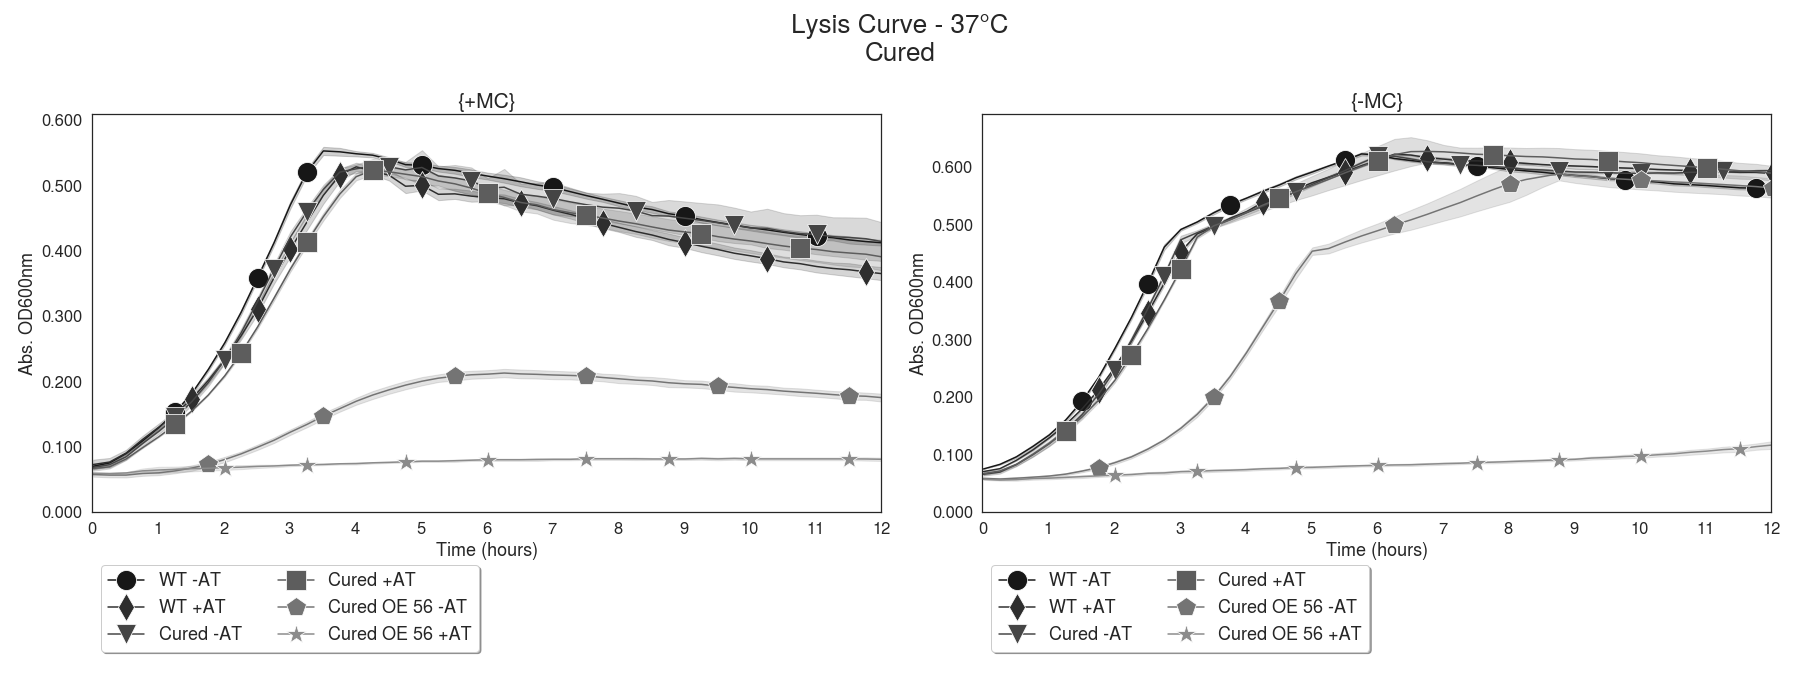 Lysis Curve - 37°C
Cured
{+MC}
0.600
0.500
0.400
0.300
0.200
0.100
0.000
Abs. OD600nm
0 1 2 3 4 5 6 7 8 9 10 11 12
Time (hours)
WT -AT
WT +AT
Cured -AT
Cured +AT
Cured OE 56 -AT
Cured OE 56 +AT
{-MC}
0.600
0.500
0.400
0.300
0.200
0.100
0.000
Abs. OD600nm
0 1 2 3 4 5 6 7 8 9 10 11 12
Time (hours)
WT -AT
WT +AT
Cured -AT
Cured +AT
Cured OE 56 -AT
Cured OE 56 +AT